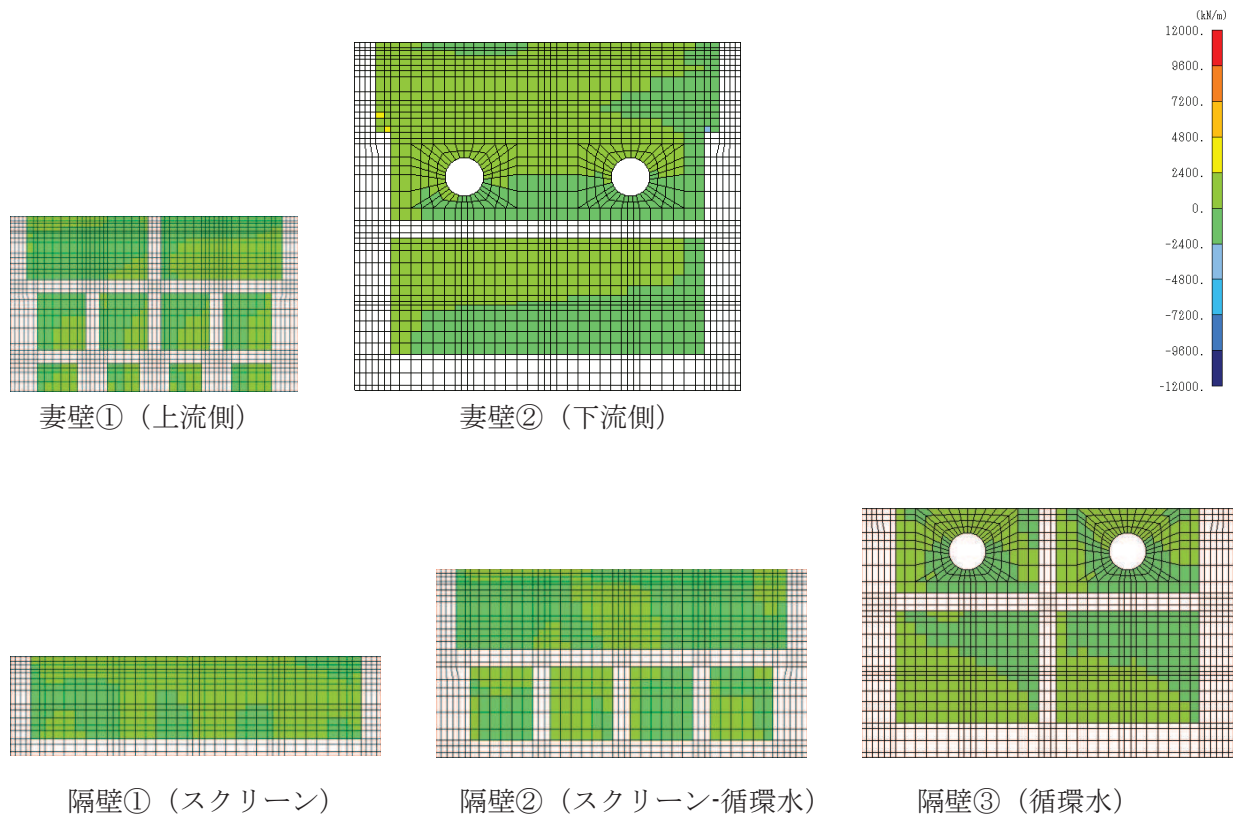 (kN/m)
12000.
9600.
7200.
4800.
2400.
0.
-2400.
-4800.
-7200.
-9600.
-12000.
妻壁①（上流側）
妻壁②（下流側）
隔壁①（スクリーン）
隔壁②（スクリーン-循環水）
隔壁③（循環水）